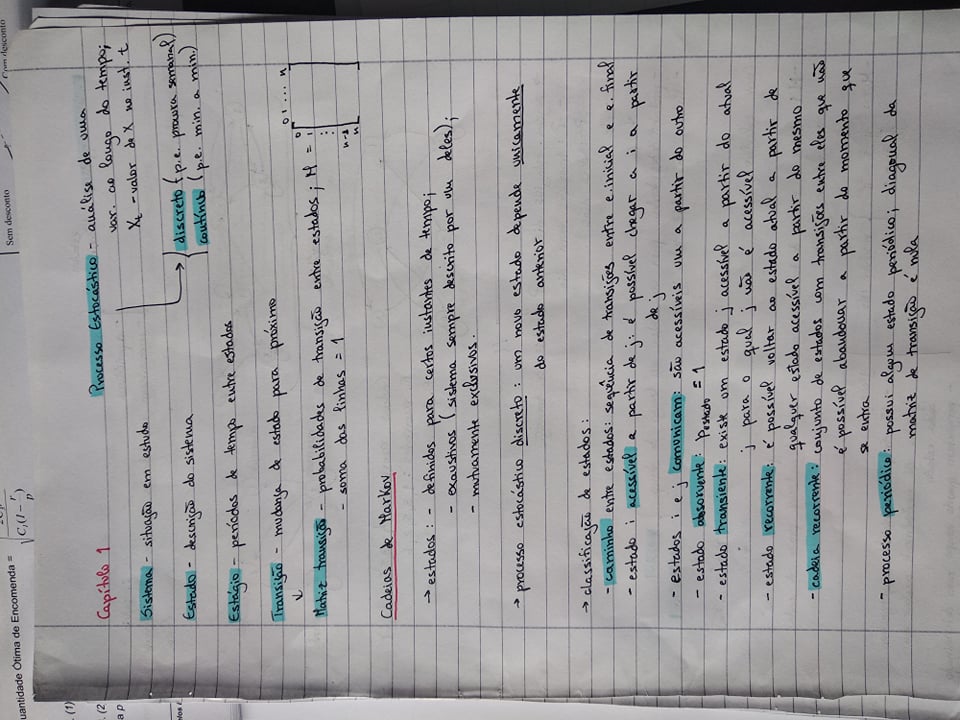 uantidade Ótima de Encomenda =
C₁(1- r/p)
Sem desconto
Com desconto
(1)
(2
a p
Capítulo 1
Processo Estocástico - análise de uma
var. ao longo do tempo;
Xt - valor de X no inst. t
discreto (p.e. procura semanal)
contínuo (p.e. min. a min.)
Sistema - situação em estudo
Estado - descrição do sistema
Estágio - períodos de tempo entre estados
Transição - mudança de estado para próximo
↓
Matriz transição - probabilidades de transição entre estados; M =
- soma das linhas = 1
0 1 ... n
0
1
⋮
n-1
n
Cadeias de Markov
→ estados: - definidos para certos instantes de tempo;
- exaustivos (sistema sempre descrito por um deles);
- mutuamente exclusivos.
→ processo estocástico discreto: um novo estado depende unicamente
do estado anterior
→ classificação de estados:
- caminho entre estados: sequência de transições entre e. inicial e e. final
- estado i acessível a partir de j: é possível chegar a i a partir
de j
- estados i e j comunicam: são acessíveis um a partir do outro
- estado absorvente: Pestado = 1
- estado transiente: existe um estado j acessível a partir do atual
j para o qual j não é acessível
- estado recorrente: é possível voltar ao estado atual a partir de
qualquer estado acessível a partir do mesmo
- cadeia recorrente: conjunto de estados com transições entre eles que não
é possível abandonar a partir do momento que
se entra
- processo periódico: possui algum estado periódico; diagonal da
matriz de transição é nula